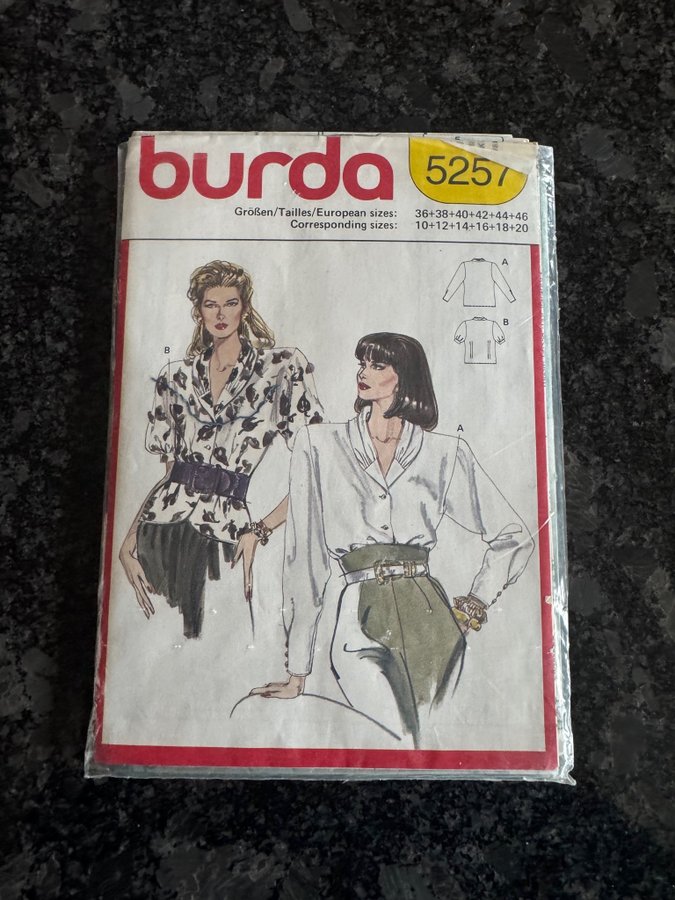 burda
5257
Größen/Tailles/European sizes: 36+38+40+42+44+46
Corresponding sizes: 10+12+14+16+18+20
A
B
B
A